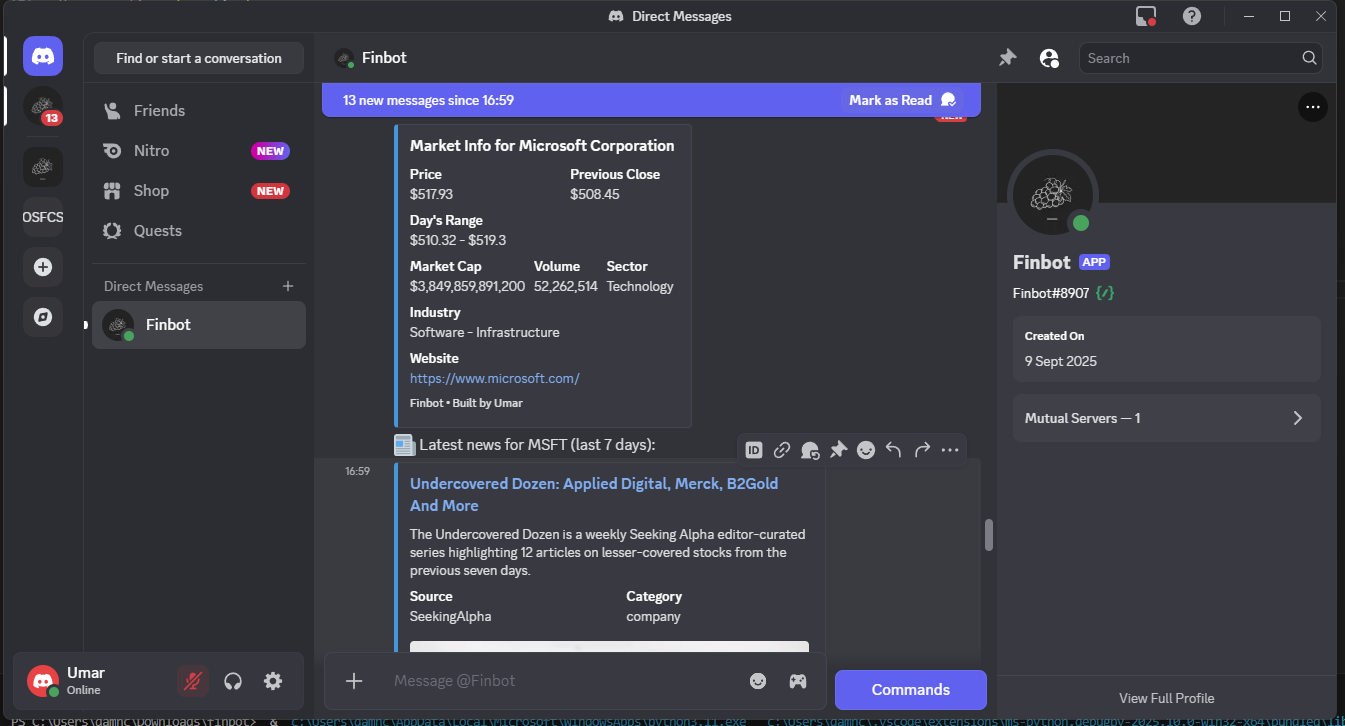 Direct Messages
Find or start a conversation
Finbot
Search
13
OSFCS
Friends
Nitro NEW
Shop NEW
Quests
Direct Messages
Finbot
13 new messages since 16:59 Mark as Read
NEW
Market Info for Microsoft Corporation
Price Previous Close
$517.93 $508.45
Day's Range
$510.32 - $519.3
Market Cap Volume Sector
$3,849,859,891,200 52,262,514 Technology
Industry
Software - Infrastructure
Website
https://www.microsoft.com/
Finbot • Built by Umar
Latest news for MSFT (last 7 days):
ID
16:59
Undercovered Dozen: Applied Digital, Merck, B2Gold
And More
The Undercovered Dozen is a weekly Seeking Alpha editor-curated
series highlighting 12 articles on lesser-covered stocks from the
previous seven days.
Source Category
SeekingAlpha company
Message @Finbot
Commands
Finbot APP
Finbot#8907
Created On
9 Sept 2025
Mutual Servers — 1
View Full Profile
Umar
Online
PS C:\Users\damnc\Downloads\finbot> & c:\Users\damnc\AppData\Local\Microsoft\WindowsApps\python3.11.exe c:\Users\damnc\.vscode\extensions\ms-python.debugpy-2025.10.0-win32-x64\bundled\lib